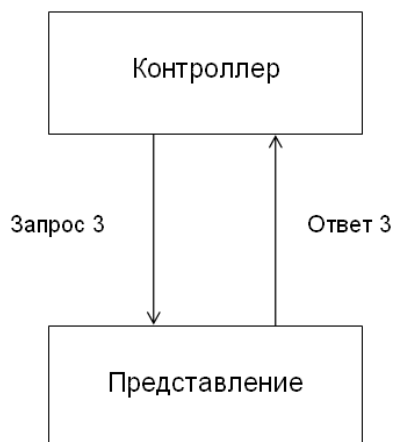 Контроллер
Запрос 3
Ответ 3
Представление